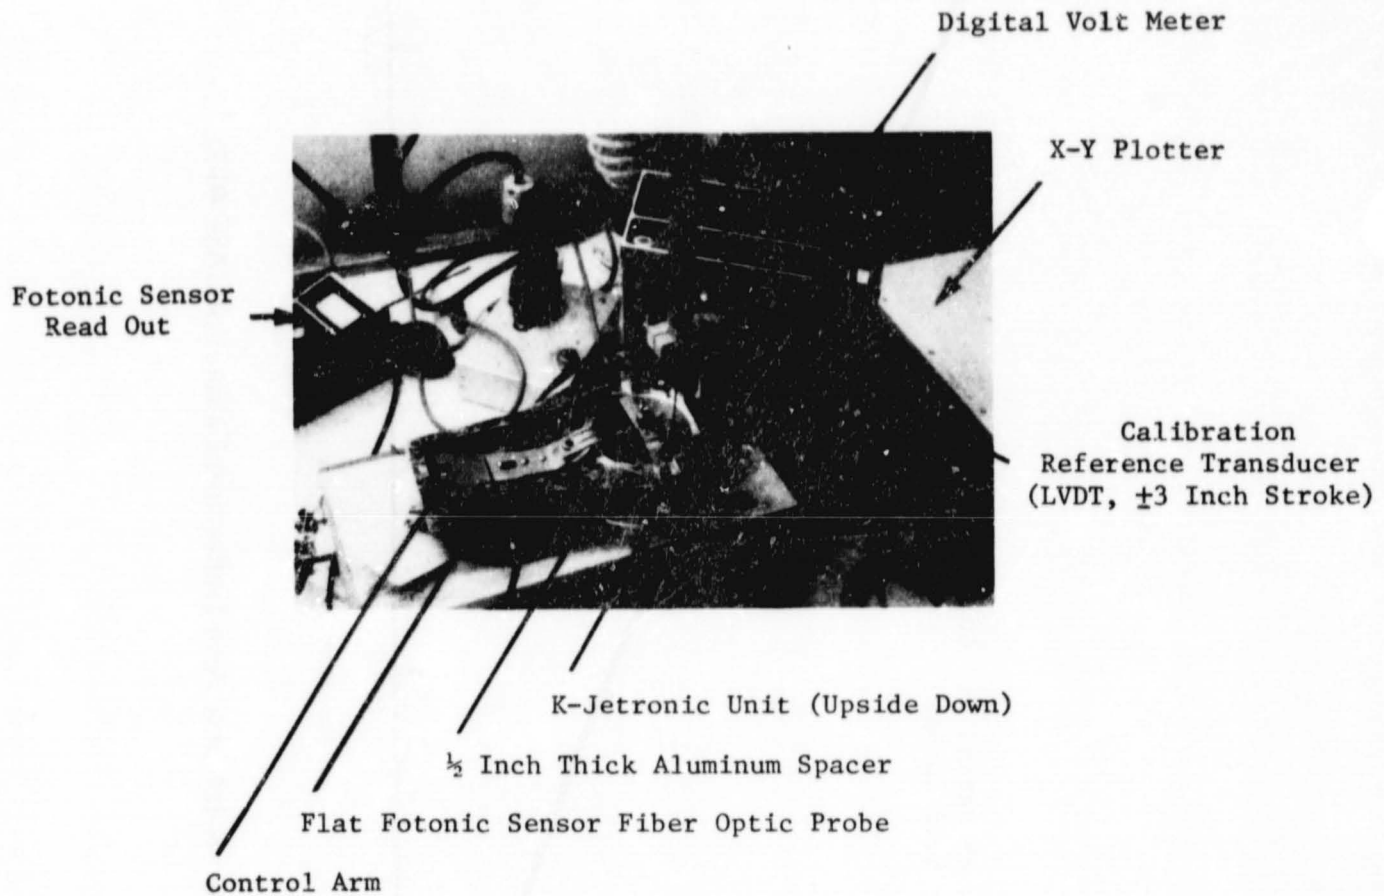 Digital Volt Meter
X-Y Plotter
Fotonic Sensor
Read Out
Calibration
Reference Transducer
(LVDT, ±3 Inch Stroke)
K-Jetronic Unit (Upside Down)
½ Inch Thick Aluminum Spacer
Flat Fotonic Sensor Fiber Optic Probe
Control Arm